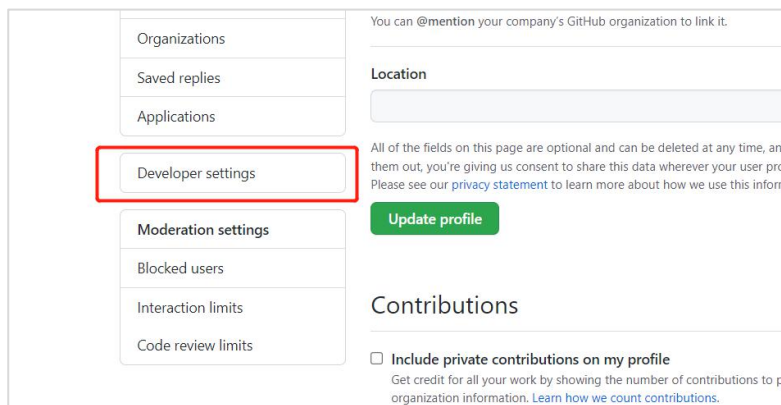 Organizations
Saved replies
Applications
Developer settings
Moderation settings
Blocked users
Interaction limits
Code review limits
You can @mention your company's GitHub organization to link it.
Location
All of the fields on this page are optional and can be deleted at any time, an
them out, you're giving us consent to share this data wherever your user pro
Please see our privacy statement to learn more about how we use this infor
Update profile
Contributions
Include private contributions on my profile
Get credit for all your work by showing the number of contributions to p
organization information. Learn how we count contributions.